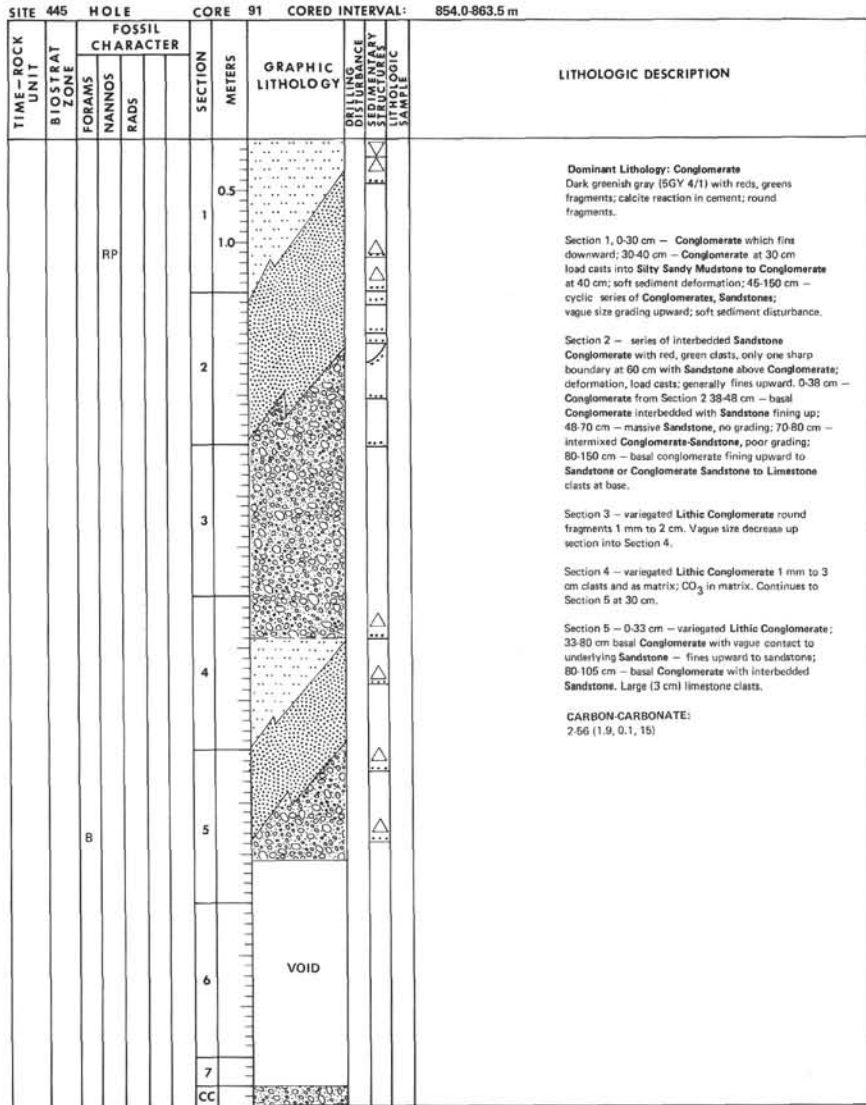 SITE 445 HOLE CORE 91 CORED INTERVAL: 854.0-863.5 m
TIME-ROCK UNIT
BIOSTRAT ZONE
FOSSIL CHARACTER
FORAMS
NANNOS
RADS
SECTION
METERS
GRAPHIC LITHOLOGY
DRILLING DISTURBANCE
SEDIMENTARY STRUCTURES
LITHOLOGIC SAMPLE
LITHOLOGIC DESCRIPTION
0.5
1
1.0
RP
2
3
4
5
B
6
VOID
7
CC
Dominant Lithology: Conglomerate
Dark greenish gray (5GY 4/1) with reds, greens
fragments; calcite reaction in cement; round
fragments.
Section 1, 0-30 cm — Conglomerate which fins
downward; 30-40 cm — Conglomerate at 30 cm
load casts into Silty Sandy Mudstone to Conglomerate
at 40 cm; soft sediment deformation; 45-150 cm —
cyclic series of Conglomerates, Sandstones;
vague size grading upward; soft sediment disturbance.
Section 2 — series of interbedded Sandstone
Conglomerate with red, green clasts, only one sharp
boundary at 60 cm with Sandstone above Conglomerate;
deformation, load casts; generally fines upward. 0-38 cm —
Conglomerate from Section 2 38-48 cm — basal
Conglomerate interbedded with Sandstone fining up;
48-70 cm — massive Sandstone, no grading; 70-80 cm —
intermixed Conglomerate-Sandstone, poor grading;
80-150 cm — basal conglomerate fining upward to
Sandstone or Conglomerate Sandstone to Limestone
clasts at base.
Section 3 — variegated Lithic Conglomerate round
fragments 1 mm to 2 cm. Vague size decrease up
section into Section 4.
Section 4 — variegated Lithic Conglomerate 1 mm to 3
cm clasts and as matrix; CO3 in matrix. Continues to
Section 5 at 30 cm.
Section 5 — 0-33 cm — variegated Lithic Conglomerate;
33-80 cm basal Conglomerate with vague contact to
underlying Sandstone — fines upward to sandstone;
80-105 cm — basal Conglomerate with interbedded
Sandstone. Large (3 cm) limestone clasts.
CARBON-CARBONATE:
2-56 (1.9, 0.1, 15)